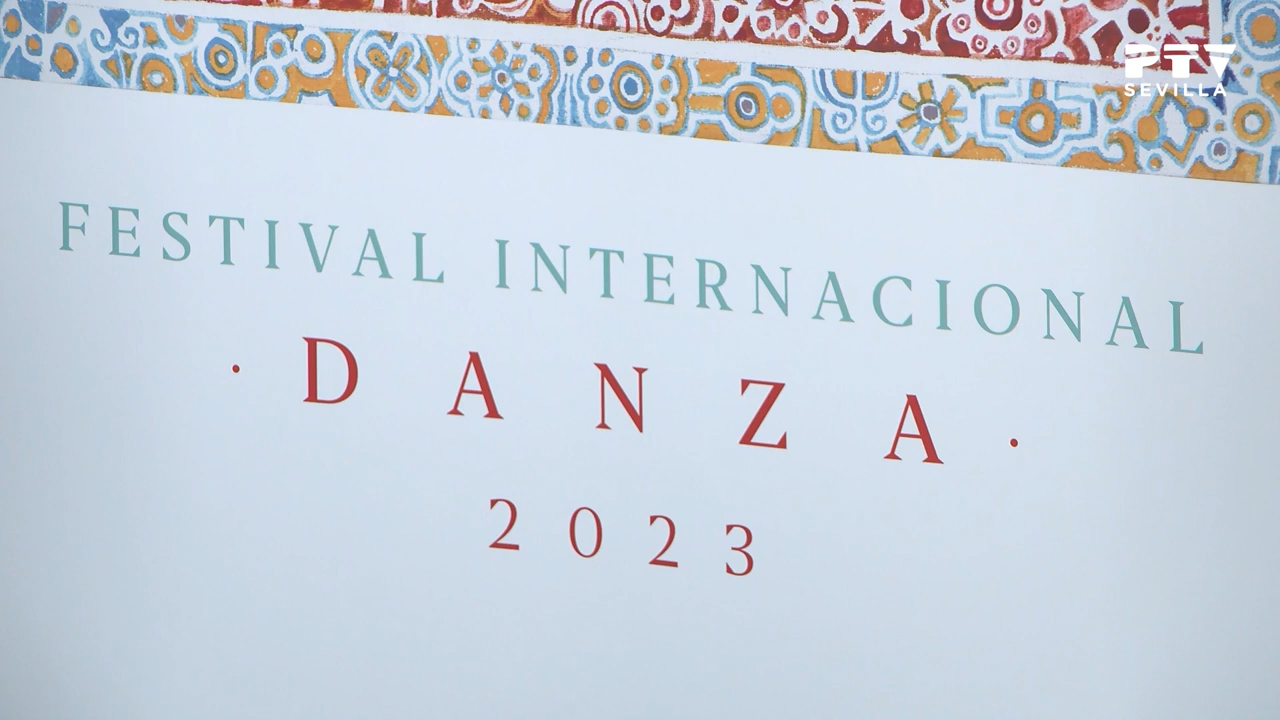 PTV
SEVILLA
FESTIVAL INTERNACIONAL
· DANZA ·
2023